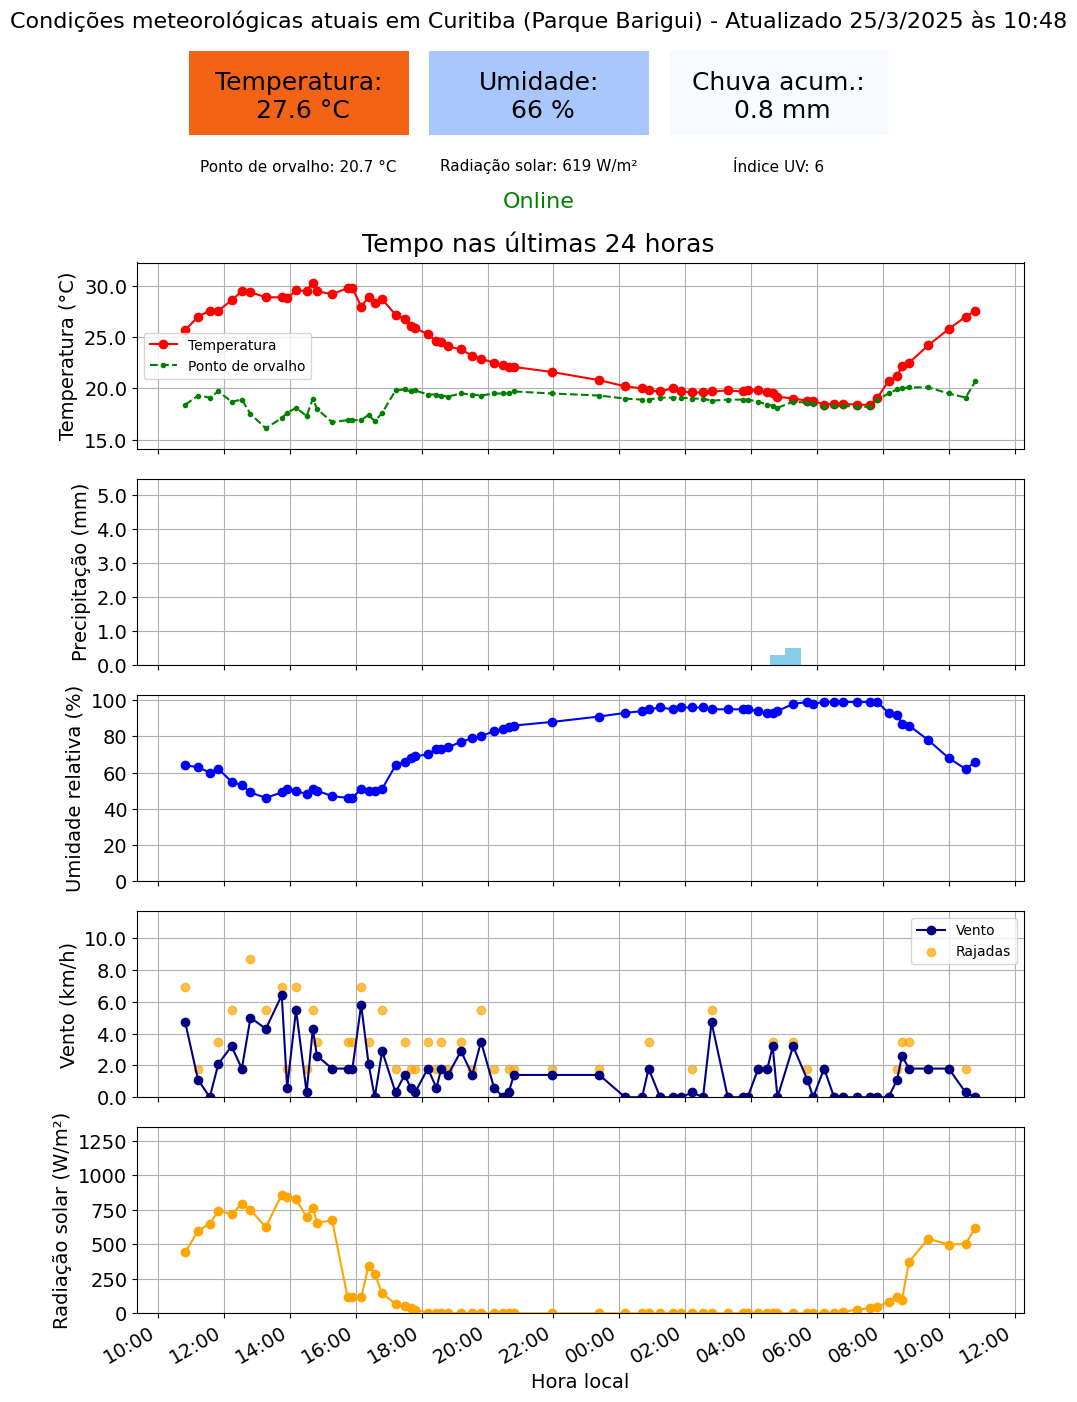 Condições meteorológicas atuais em Curitiba (Parque Barigui) - Atualizado 25/3/2025 às 10:48
Temperatura:
27.6 °C
Umidade:
66 %
Chuva acum.:
0.8 mm
Ponto de orvalho: 20.7 °C
Radiação solar: 619 W/m²
Índice UV: 6
Online
Tempo nas últimas 24 horas
Temperatura (°C)
30.0
25.0
20.0
15.0
Temperatura
Ponto de orvalho
Precipitação (mm)
5.0
4.0
3.0
2.0
1.0
0.0
Umidade relativa (%)
100
80
60
40
20
0
Vento (km/h)
10.0
8.0
6.0
4.0
2.0
0.0
Vento
Rajadas
Radiação solar (W/m²)
1250
1000
750
500
250
0
10:00
12:00
14:00
16:00
18:00
20:00
22:00
00:00
02:00
04:00
06:00
08:00
10:00
12:00
Hora local